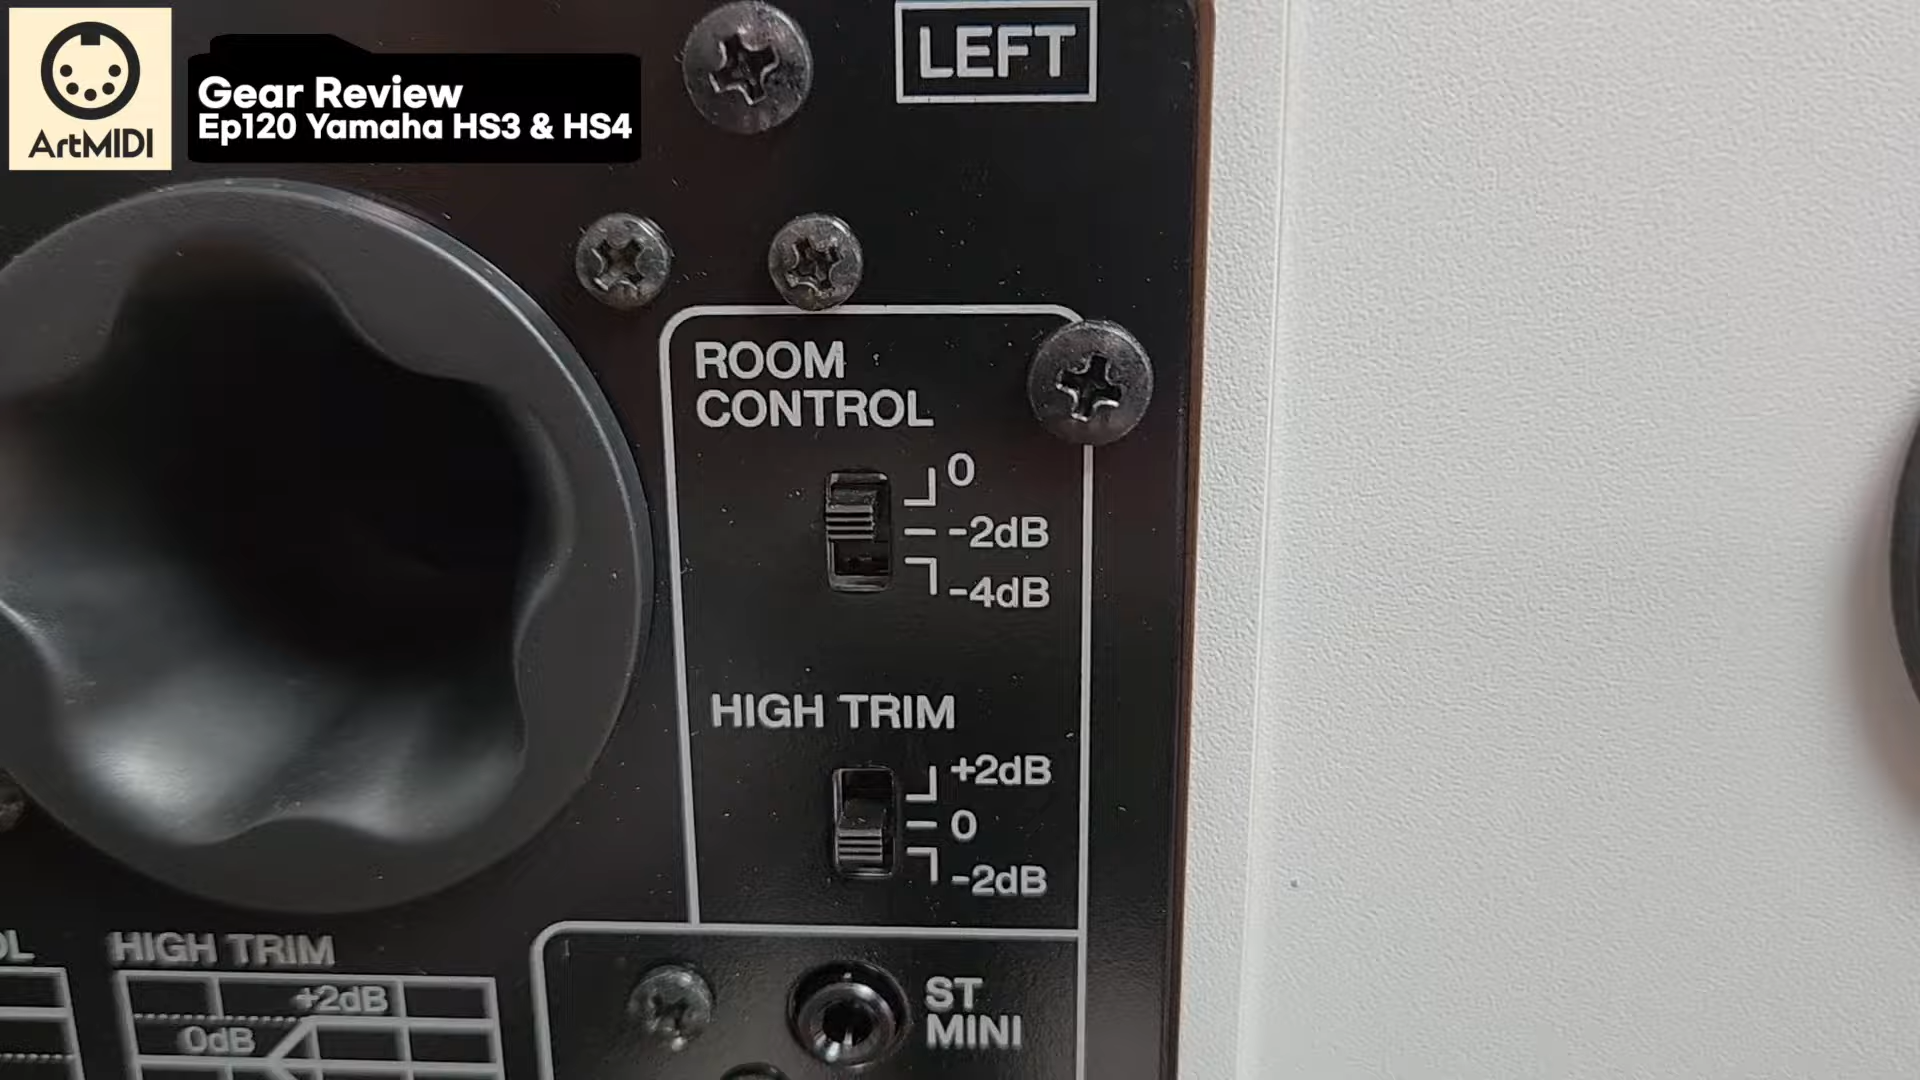 ArtMIDI
Gear Review
Ep120 Yamaha HS3 & HS4
LEFT
ROOM
CONTROL
0
-2dB
-4dB
HIGH TRIM
+2dB
0
-2dB
HIGH TRIM
+2dB
0dB
ST
MINI